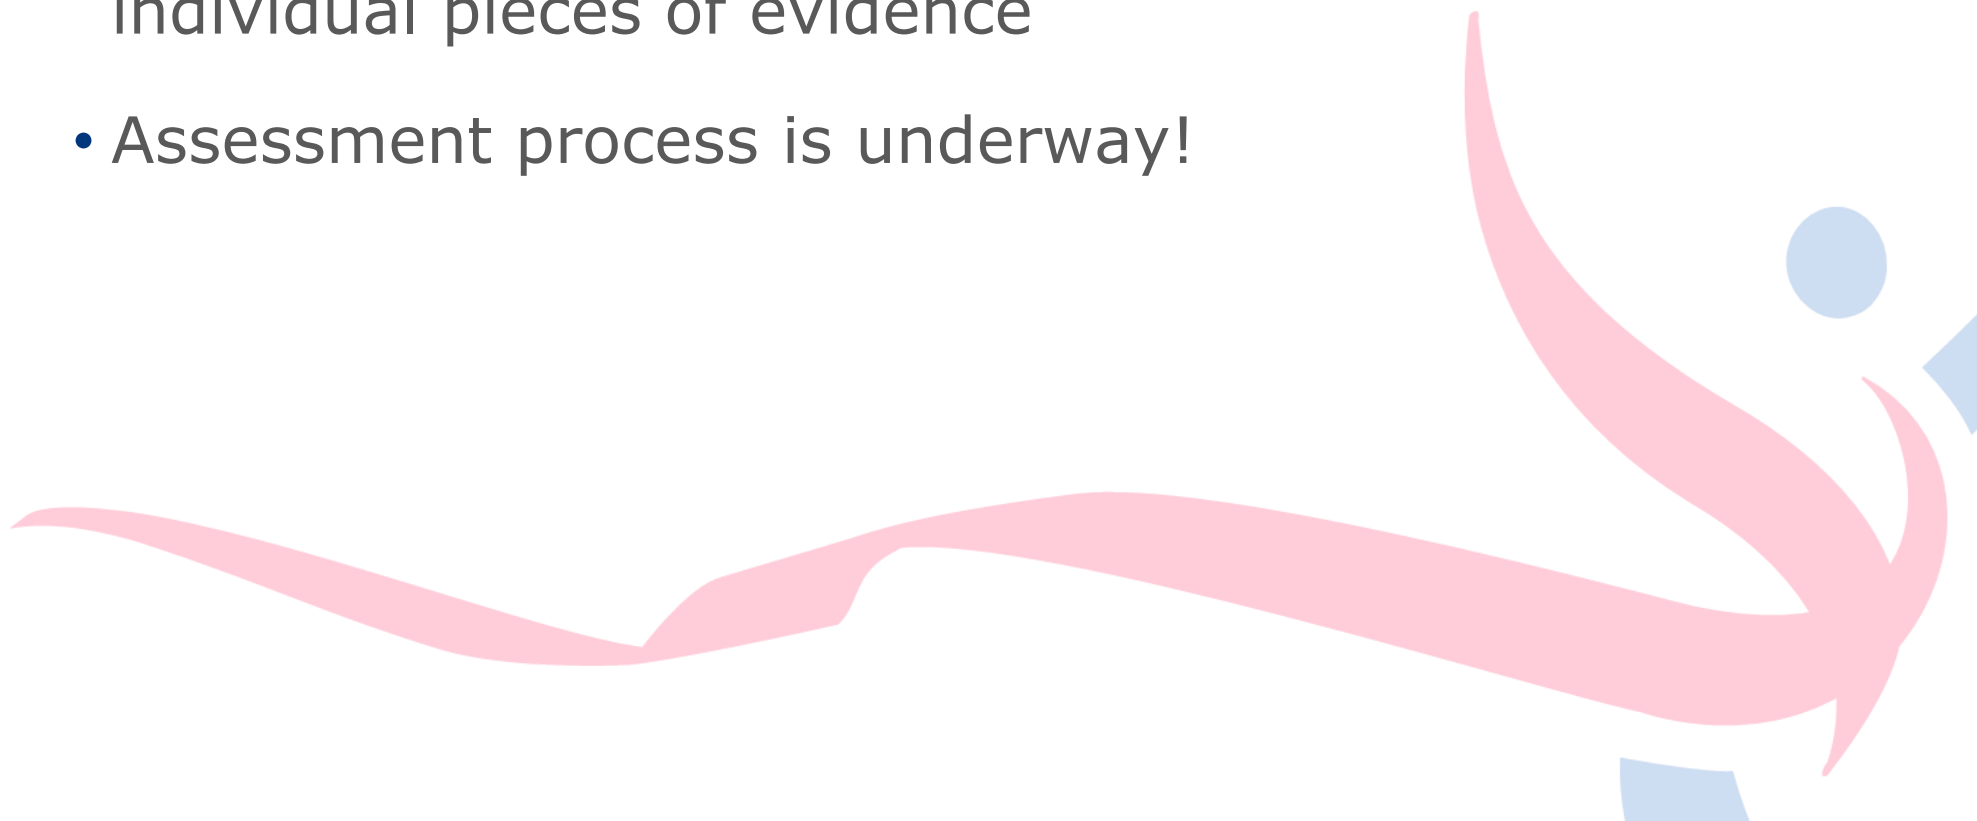 individual pieces of evidence
• Assessment process is underway!